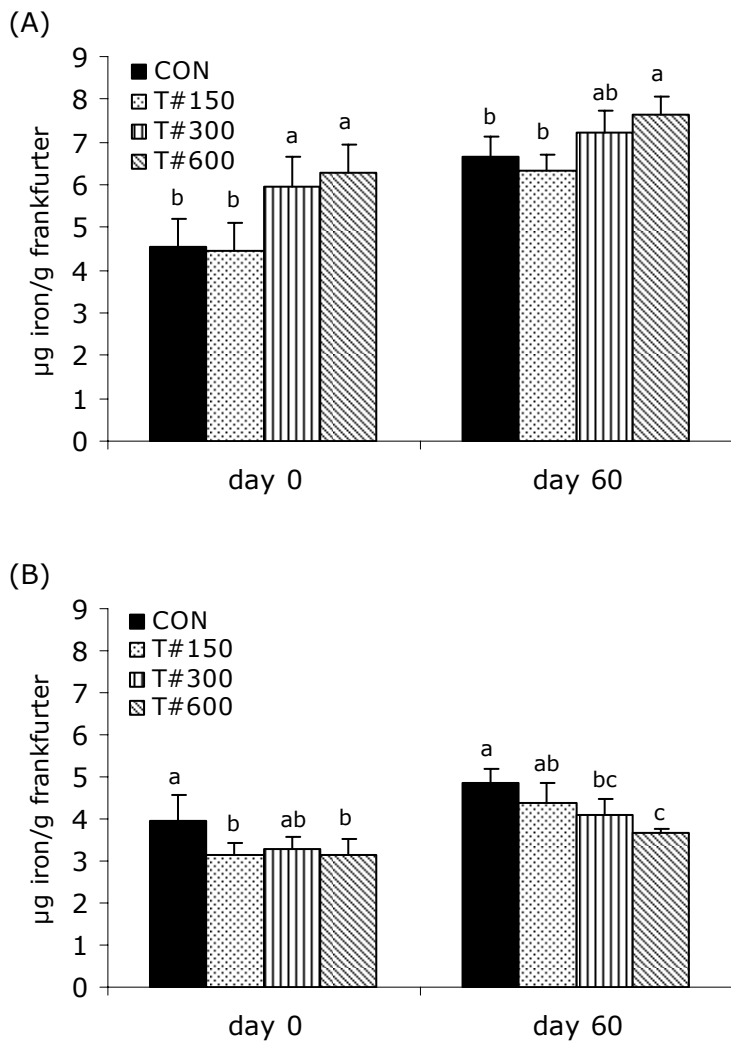 (A)
µg iron/g frankfurter
9
8
7
6
5
4
3
2
1
0
CON
T#150
T#300
T#600
b
b
a
a
b
b
ab
a
day 0
day 60
(B)
µg iron/g frankfurter
9
8
7
6
5
4
3
2
1
0
CON
T#150
T#300
T#600
a
b
ab
b
a
ab
bc
c
day 0
day 60